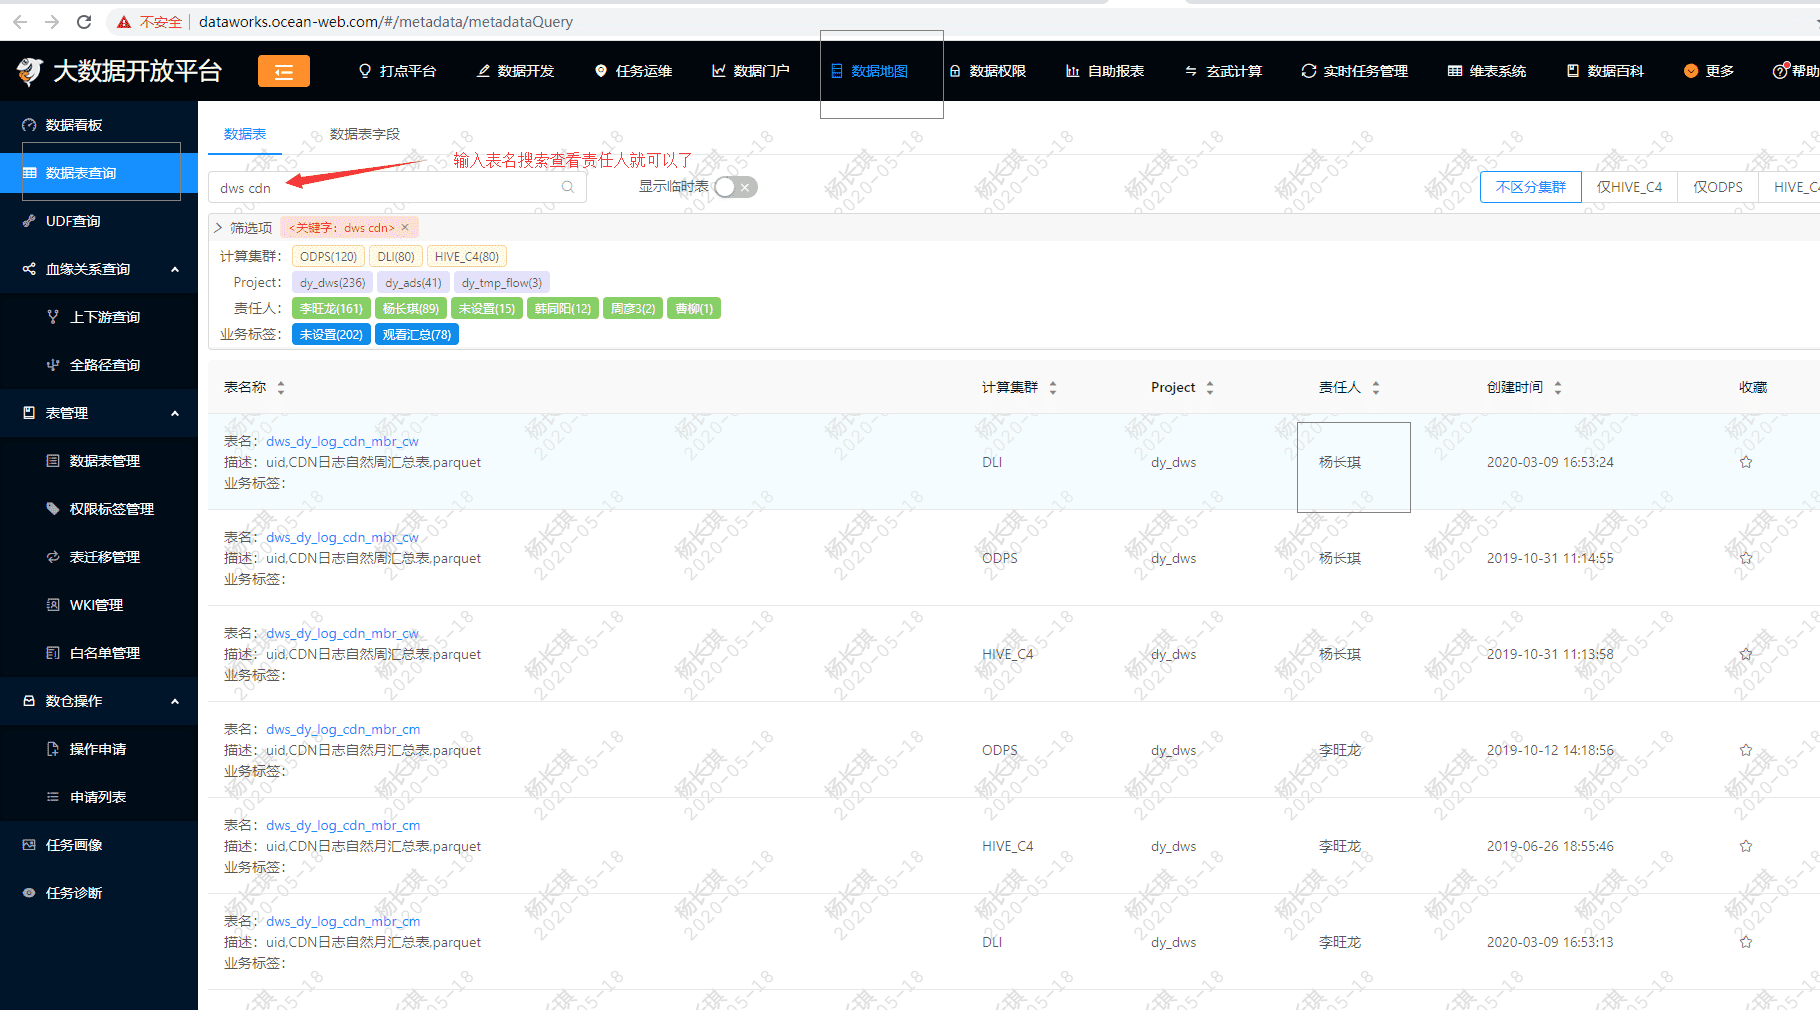 不安全 dataworks.ocean-web.com/#/metadata/metadataQuery
大数据开放平台 打点平台 数据开发 任务运维 数据门户 数据地图 数据权限 自助报表 玄武计算 实时任务管理 维表系统 数据百科 更多 帮助
数据看板
数据表查询
UDF查询
血缘关系查询
上下游查询
全路径查询
表管理
数据表管理
权限标签管理
表迁移管理
WKI管理
白名单管理
数仓操作
操作申请
申请列表
任务画像
任务诊断
数据表 数据表字段
输入表名搜索查看责任人就可以了
dws cdn 显示临时表 不区分集群 仅HIVE_C4 仅ODPS HIVE_C4
筛选项 <关键字：dws cdn> ×
计算集群： ODPS(120) DLI(80) HIVE_C4(80)
Project： dy_dws(236) dy_ads(41) dy_tmp_flow(3)
责任人： 李旺龙(161) 杨长琪(89) 未设置(15) 韩同阳(12) 周彦3(2) 曹柳(1)
业务标签： 未设置(202) 观看汇总(78)
表名称 计算集群 Project 责任人 创建时间 收藏
表名：dws_dy_log_cdn_mbr_cw
描述：uid,CDN日志自然周汇总表,parquet DLI dy_dws 杨长琪 2020-03-09 16:53:24
业务标签：
表名：dws_dy_log_cdn_mbr_cw
描述：uid,CDN日志自然周汇总表,parquet ODPS dy_dws 杨长琪 2019-10-31 11:14:55
业务标签：
表名：dws_dy_log_cdn_mbr_cw
描述：uid,CDN日志自然周汇总表,parquet HIVE_C4 dy_dws 杨长琪 2019-10-31 11:13:58
业务标签：
表名：dws_dy_log_cdn_mbr_cm
描述：uid,CDN日志自然月汇总表,parquet ODPS dy_dws 李旺龙 2019-10-12 14:18:56
业务标签：
表名：dws_dy_log_cdn_mbr_cm
描述：uid,CDN日志自然月汇总表,parquet HIVE_C4 dy_dws 李旺龙 2019-06-26 18:55:46
业务标签：
表名：dws_dy_log_cdn_mbr_cm
描述：uid,CDN日志自然月汇总表,parquet DLI dy_dws 李旺龙 2020-03-09 16:53:13
业务标签：
杨长琪
2020-05-18